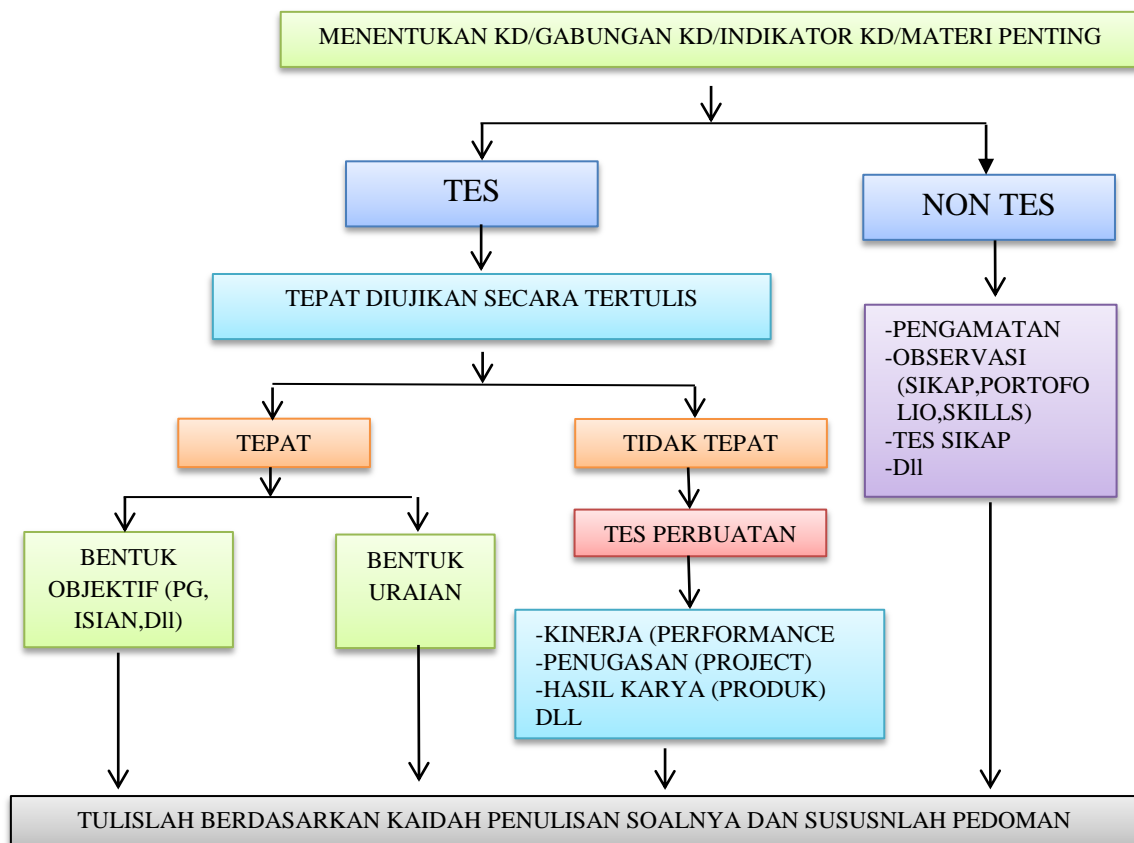 MENENTUKAN KD/GABUNGAN KD/INDIKATOR KD/MATERI PENTING
TES
NON TES
TEPAT DIUJIKAN SECARA TERTULIS
-PENGAMATAN
-OBSERVASI
(SIKAP,PORTOFO
LIO,SKILLS)
-TES SIKAP
-Dll
TEPAT
TIDAK TEPAT
BENTUK
OBJEKTIF (PG,
ISIAN,Dll)
BENTUK
URAIAN
TES PERBUATAN
-KINERJA (PERFORMANCE
-PENUGASAN (PROJECT)
-HASIL KARYA (PRODUK)
DLL
TULISLAH BERDASARKAN KAIDAH PENULISAN SOALNYA DAN SUSUSNLAH PEDOMAN